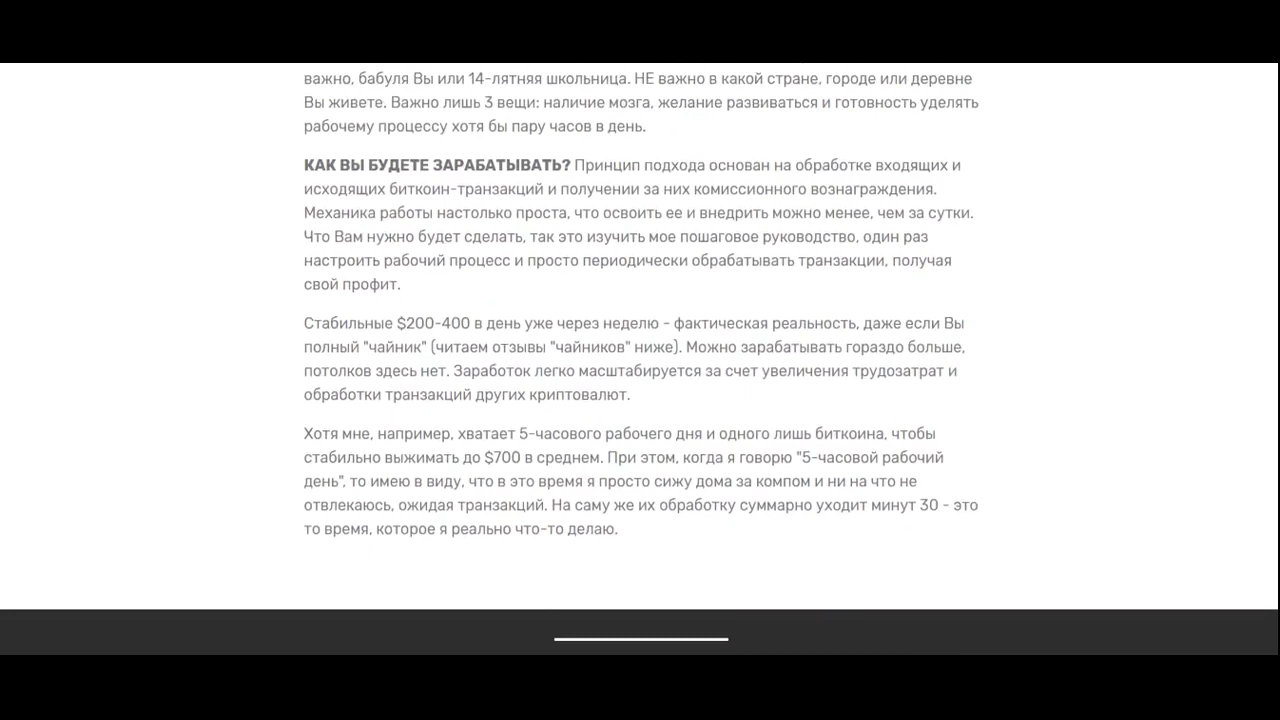 важно, бабуля Вы или 14-лятняя школьница. НЕ важно в какой стране, городе или деревне
Вы живете. Важно лишь 3 вещи: наличие мозга, желание развиваться и готовность уделять
рабочему процессу хотя бы пару часов в день.
КАК ВЫ БУДЕТЕ ЗАРАБАТЫВАТЬ? Принцип подхода основан на обработке входящих и
исходящих биткоин-транзакций и получении за них комиссионного вознаграждения.
Механика работы настолько проста, что освоить ее и внедрить можно менее, чем за сутки.
Что Вам нужно будет сделать, так это изучить мое пошаговое руководство, один раз
настроить рабочий процесс и просто периодически обрабатывать транзакции, получая
свой профит.
Стабильные $200-400 в день уже через неделю - фактическая реальность, даже если Вы
полный "чайник" (читаем отзывы "чайников" ниже). Можно зарабатывать гораздо больше,
потолков здесь нет. Заработок легко масштабируется за счет увеличения трудозатрат и
обработки транзакций других криптовалют.
Хотя мне, например, хватает 5-часового рабочего дня и одного лишь биткоина, чтобы
стабильно выжимать до $700 в среднем. При этом, когда я говорю "5-часовой рабочий
день", то имею в виду, что в это время я просто сижу дома за компом и ни на что не
отвлекаюсь, ожидая транзакций. На саму же их обработку суммарно уходит минут 30 - это
то время, которое я реально что-то делаю.